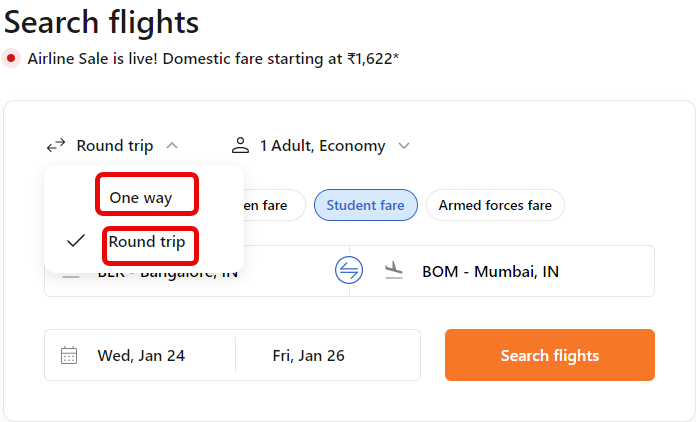 Search flights
Airline Sale is live! Domestic fare starting at ₹1,622*
Round trip
1 Adult, Economy
One way
en fare
Student fare
Armed forces fare
Round trip
BLR - Bangalore, IN
BOM - Mumbai, IN
Wed, Jan 24
Fri, Jan 26
Search flights